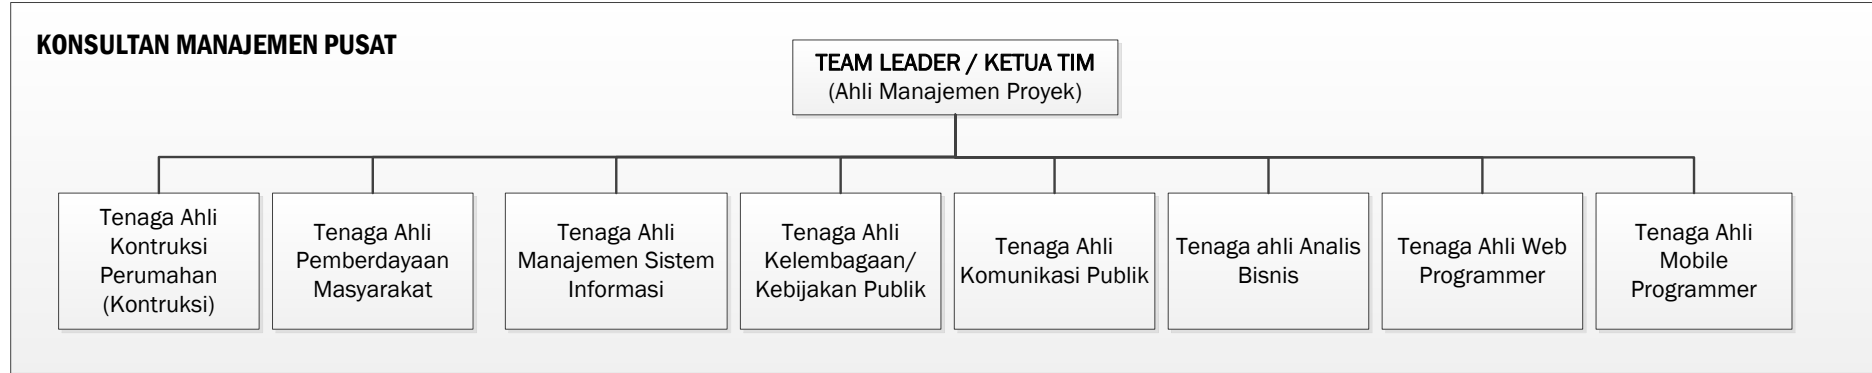 KONSULTAN MANAJEMEN PUSAT
TEAM LEADER / KETUA TIM
(Ahli Manajemen Proyek)
Tenaga Ahli
Kontruksi
Perumahan
(Kontruksi)
Tenaga Ahli
Pemberdayaan
Masyarakat
Tenaga Ahli
Manajemen Sistem
Informasi
Tenaga Ahli
Kelembagaan/
Kebijakan Publik
Tenaga Ahli
Komunikasi Publik
Tenaga ahli Analis
Bisnis
Tenaga Ahli Web
Programmer
Tenaga Ahli
Mobile
Programmer